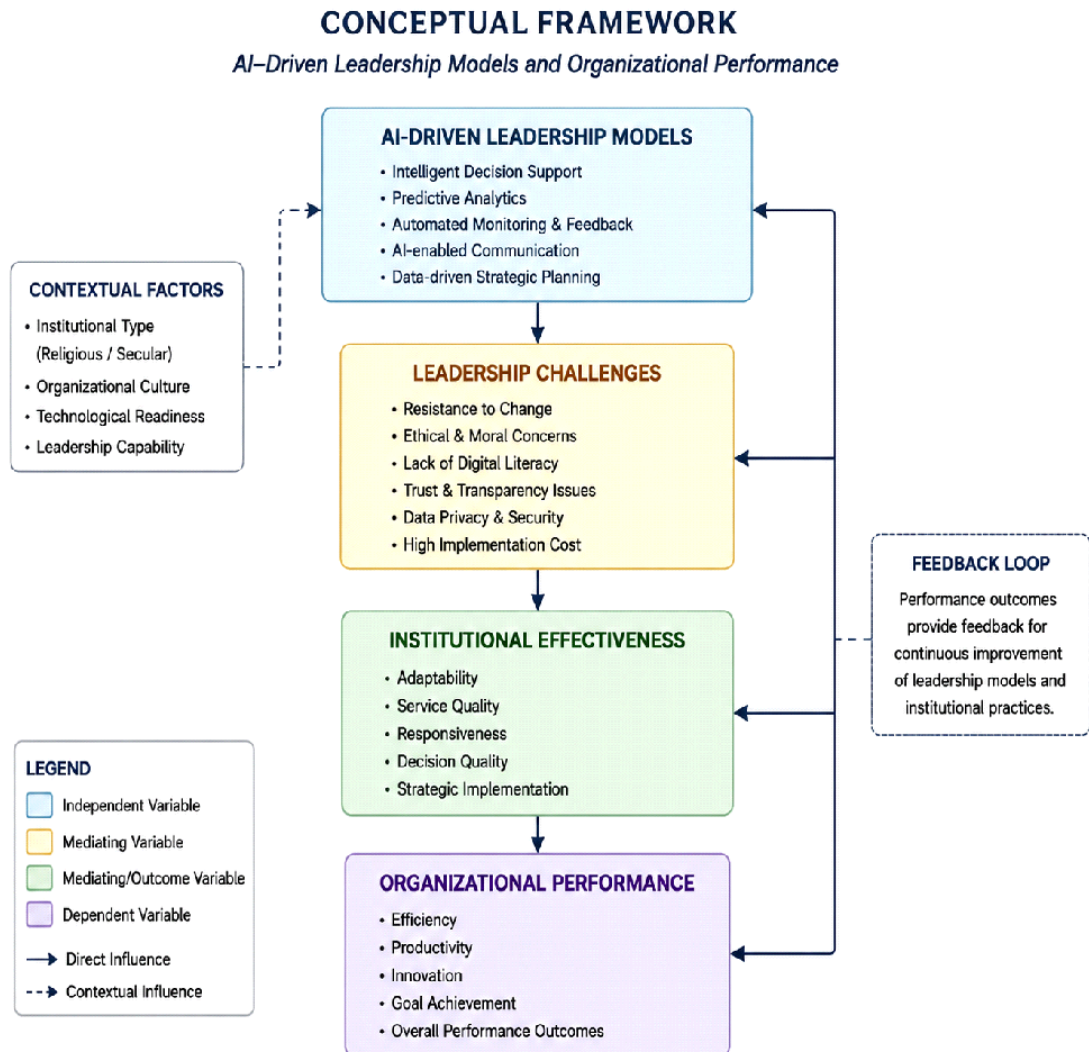 CONCEPTUAL FRAMEWORK
AI–Driven Leadership Models and Organizational Performance
AI-DRIVEN LEADERSHIP MODELS
• Intelligent Decision Support
• Predictive Analytics
• Automated Monitoring & Feedback
• AI-enabled Communication
• Data-driven Strategic Planning
CONTEXTUAL FACTORS
• Institutional Type
(Religious / Secular)
• Organizational Culture
• Technological Readiness
• Leadership Capability
LEADERSHIP CHALLENGES
• Resistance to Change
• Ethical & Moral Concerns
• Lack of Digital Literacy
• Trust & Transparency Issues
• Data Privacy & Security
• High Implementation Cost
FEEDBACK LOOP
Performance outcomes
provide feedback for
continuous improvement
of leadership models and
institutional practices.
INSTITUTIONAL EFFECTIVENESS
• Adaptability
• Service Quality
• Responsiveness
• Decision Quality
• Strategic Implementation
LEGEND
Independent Variable
Mediating Variable
Mediating/Outcome Variable
Dependent Variable
Direct Influence
Contextual Influence
ORGANIZATIONAL PERFORMANCE
• Efficiency
• Productivity
• Innovation
• Goal Achievement
• Overall Performance Outcomes